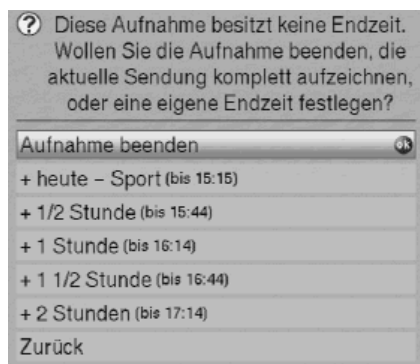 ? Diese Aufnahme besitzt keine Endzeit.
Wollen Sie die Aufnahme beenden, die
aktuelle Sendung komplett aufzeichnen,
oder eine eigene Endzeit festlegen?
Aufnahme beenden ok
+ heute – Sport (bis 15:15)
+ 1/2 Stunde (bis 15:44)
+ 1 Stunde (bis 16:14)
+ 1 1/2 Stunde (bis 16:44)
+ 2 Stunden (bis 17:14)
Zurück